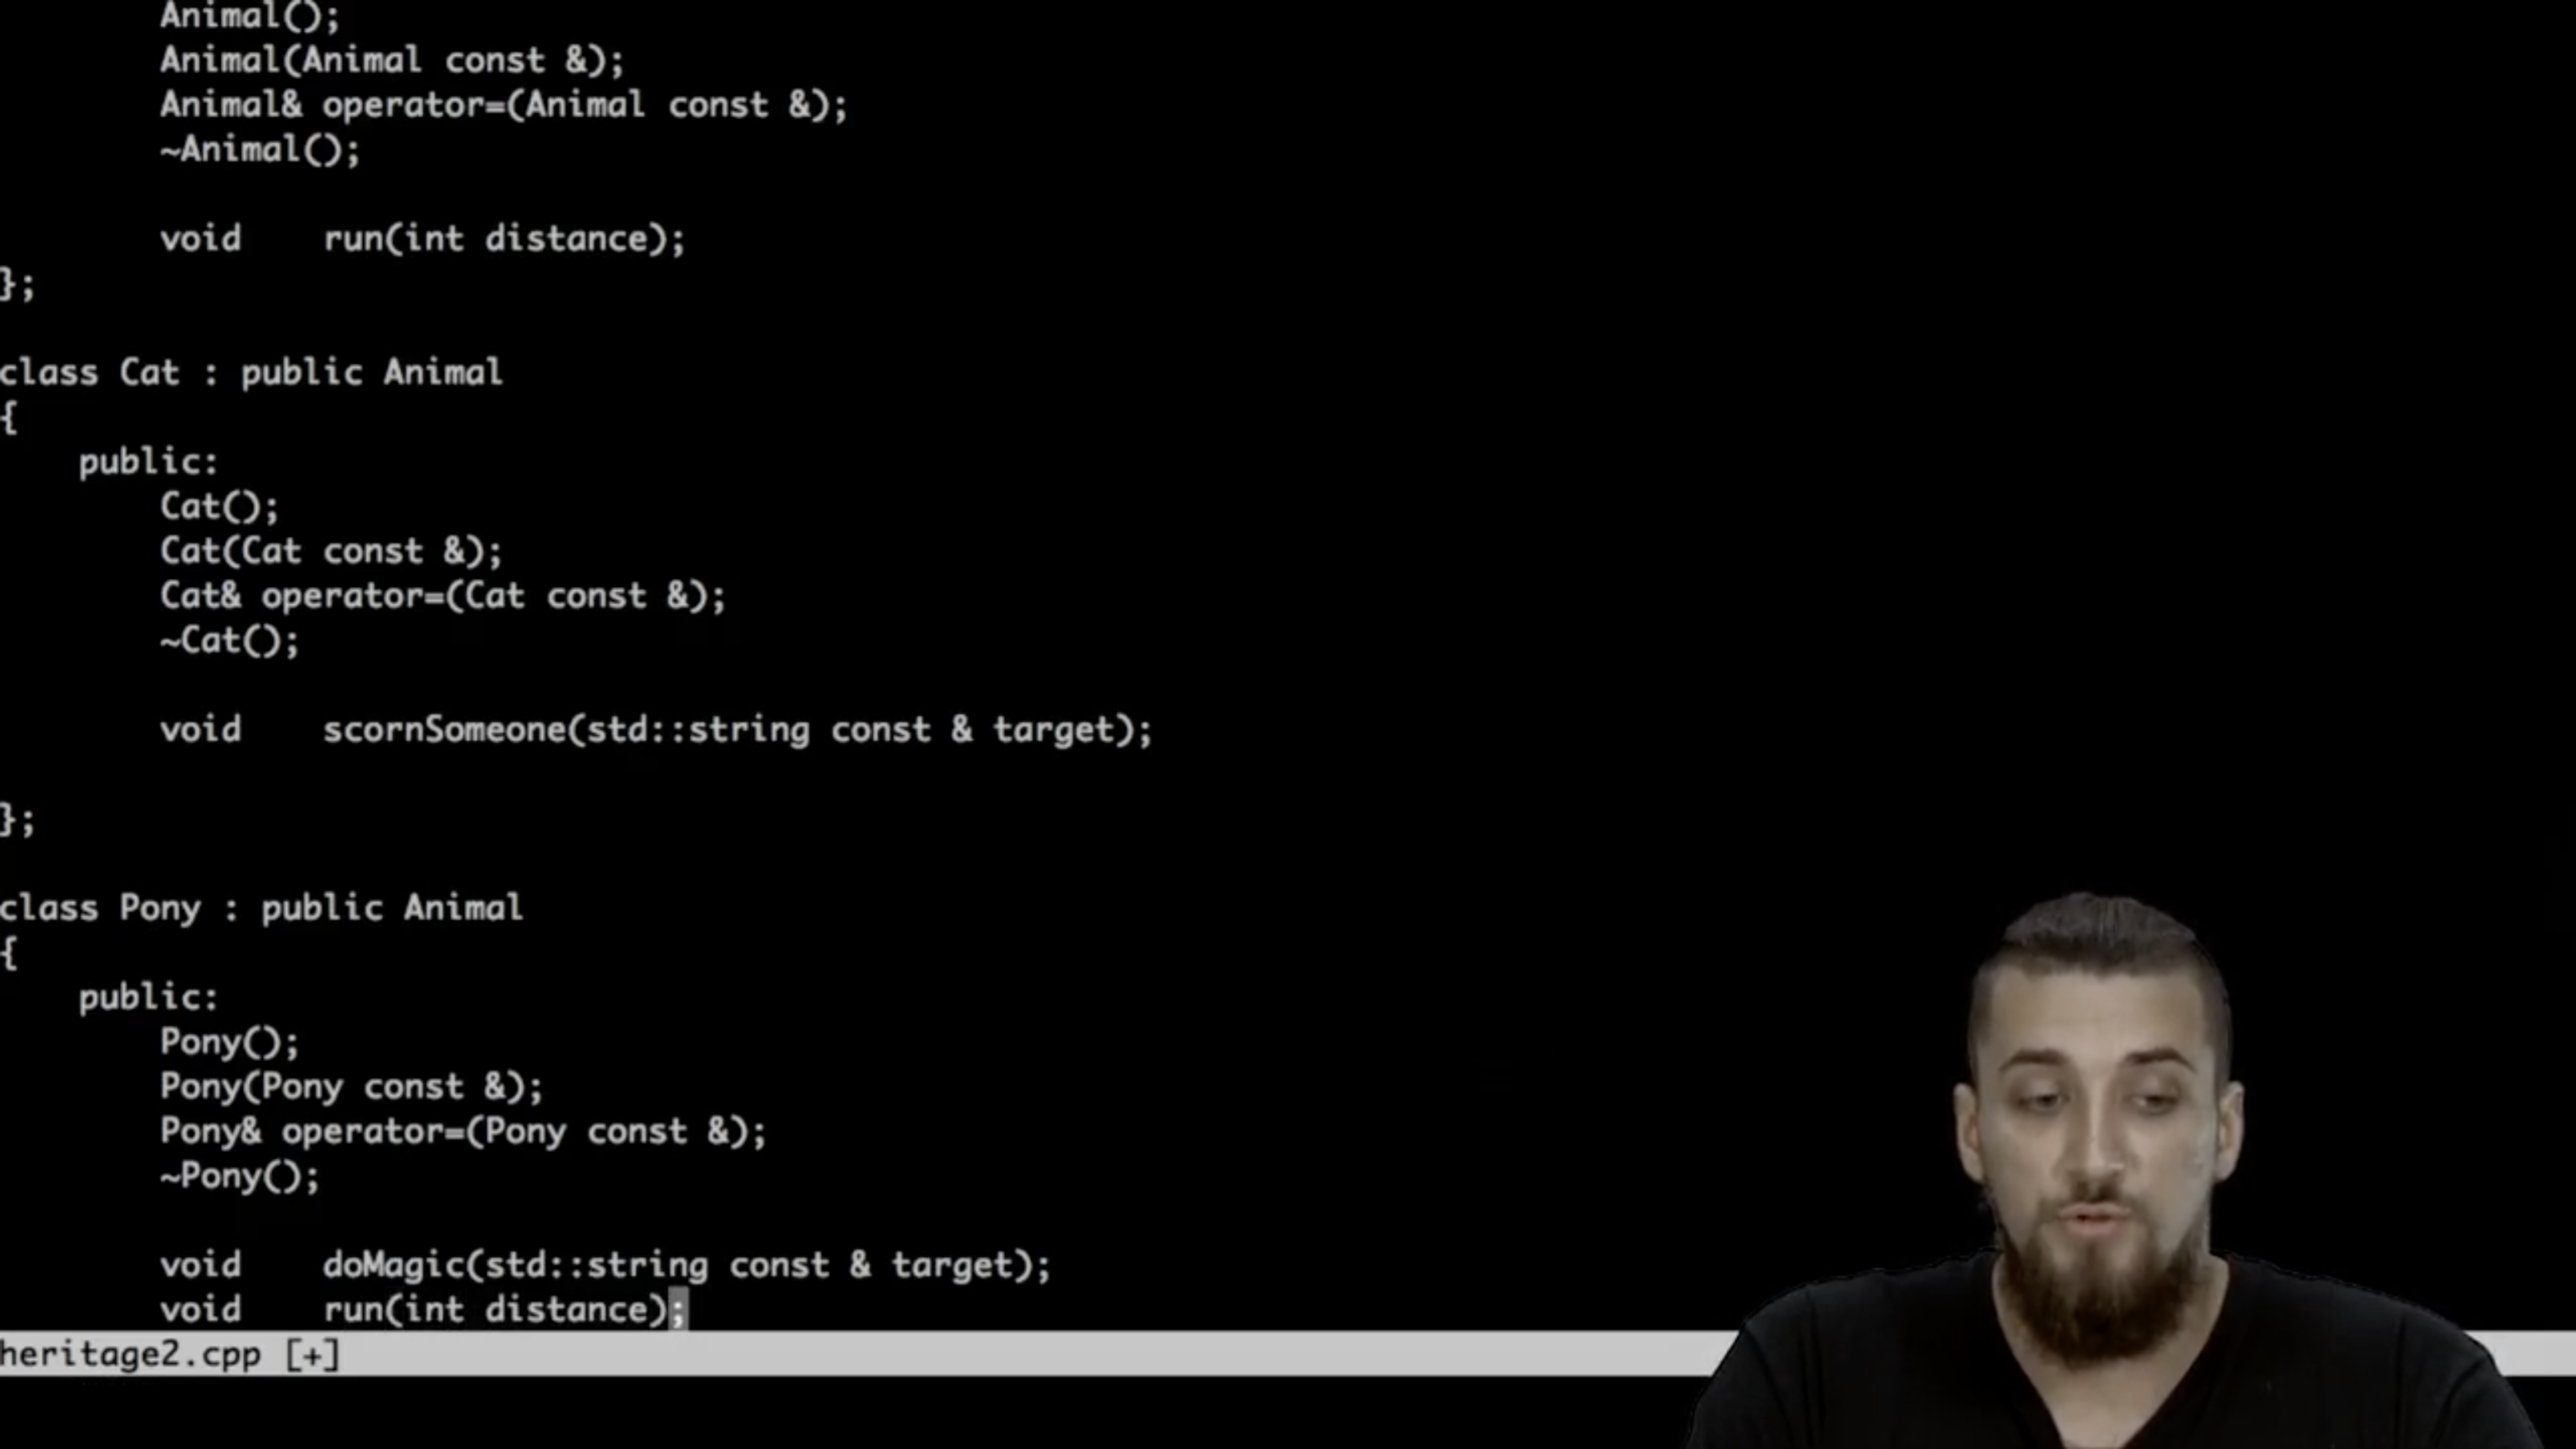 Animal();
Animal(Animal const &);
Animal& operator=(Animal const &);
~Animal();
void    run(int distance);
};
class Cat : public Animal
{
public:
Cat();
Cat(Cat const &);
Cat& operator=(Cat const &);
~Cat();
void    scornSomeone(std::string const & target);
};
class Pony : public Animal
{
public:
Pony();
Pony(Pony const &);
Pony& operator=(Pony const &);
~Pony();
void    doMagic(std::string const & target);
void    run(int distance);
heritage2.cpp [+]